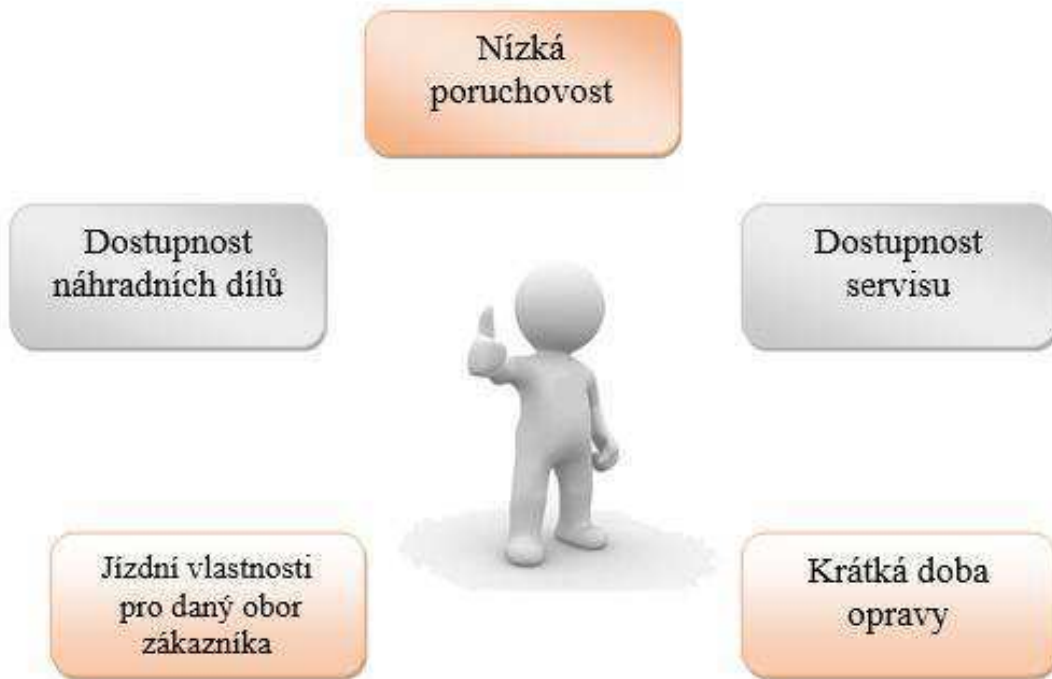 Nízká
poruchovost
Dostupnost
náhradních dílů
Dostupnost
servisu
Jízdní vlastnosti
pro daný obor
zákazníka
Krátká doba
opravy